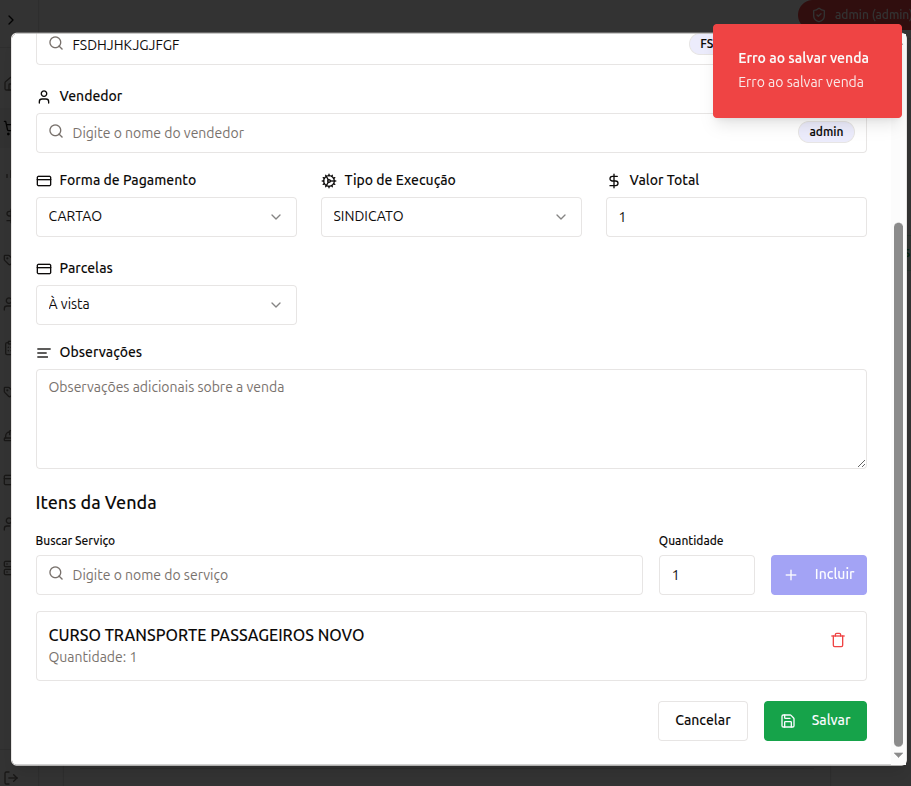 admin (admin)
FSDHJHKJGJFGF
FS
Erro ao salvar venda
Erro ao salvar venda
Vendedor
Digite o nome do vendedor
admin
Forma de Pagamento
Tipo de Execução
Valor Total
CARTAO
SINDICATO
1
Parcelas
À vista
Observações
Observações adicionais sobre a venda
Itens da Venda
Buscar Serviço
Quantidade
Digite o nome do serviço
1
Incluir
CURSO TRANSPORTE PASSAGEIROS NOVO
Quantidade: 1
Cancelar
Salvar